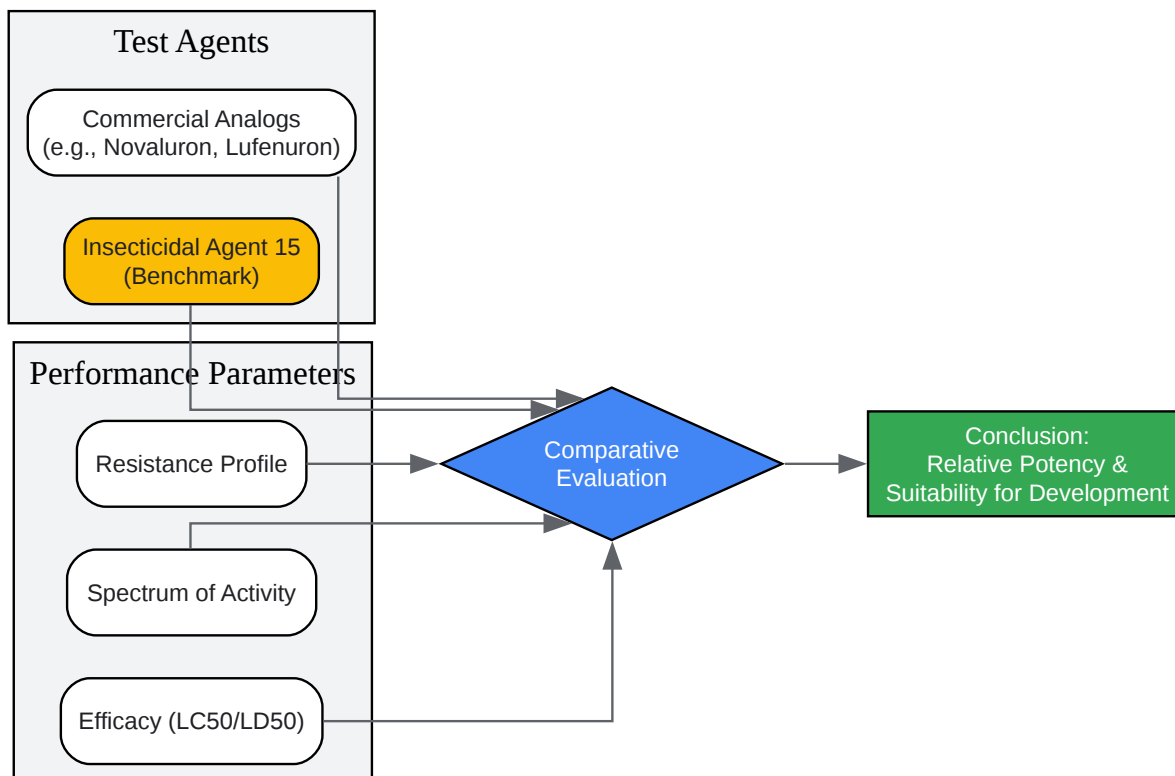 Test Agents
Commercial Analogs
(e.g., Novaluron, Lufenuron)
Insecticidal Agent 15
(Benchmark)
Performance Parameters
Resistance Profile
Spectrum of Activity
Efficacy (LC50/LD50)
Comparative
Evaluation
Conclusion:
Relative Potency &
Suitability for Development